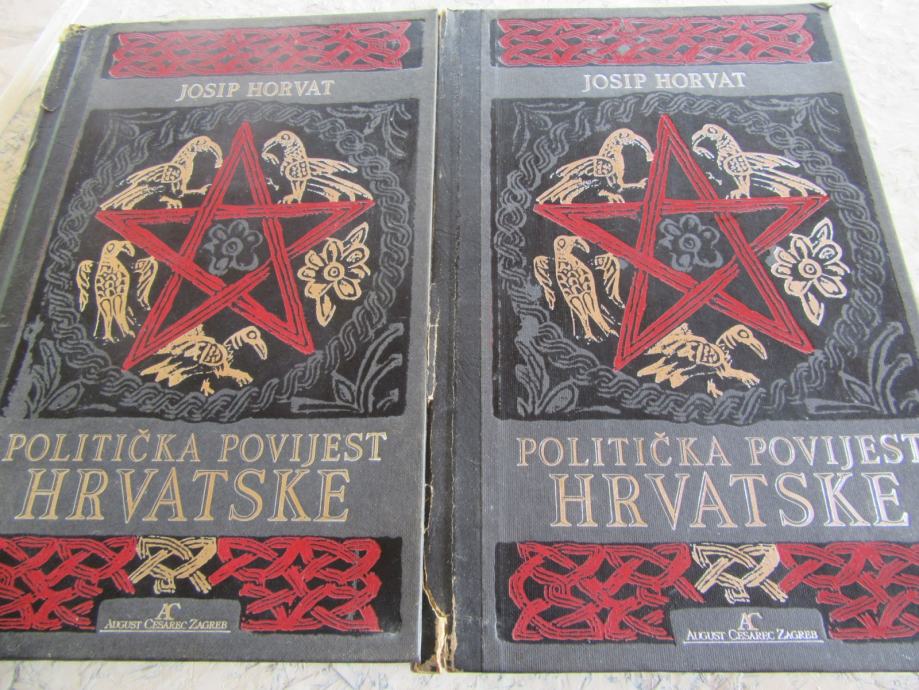 JOSIP HORVAT
POLITIČKA POVIJEST
HRVATSKE
AC
AUGUST CESAREC ZAGREB
JOSIP HORVAT
POLITIČKA POVIJEST
HRVATSKE
AC
AUGUST CESAREC ZAGREB